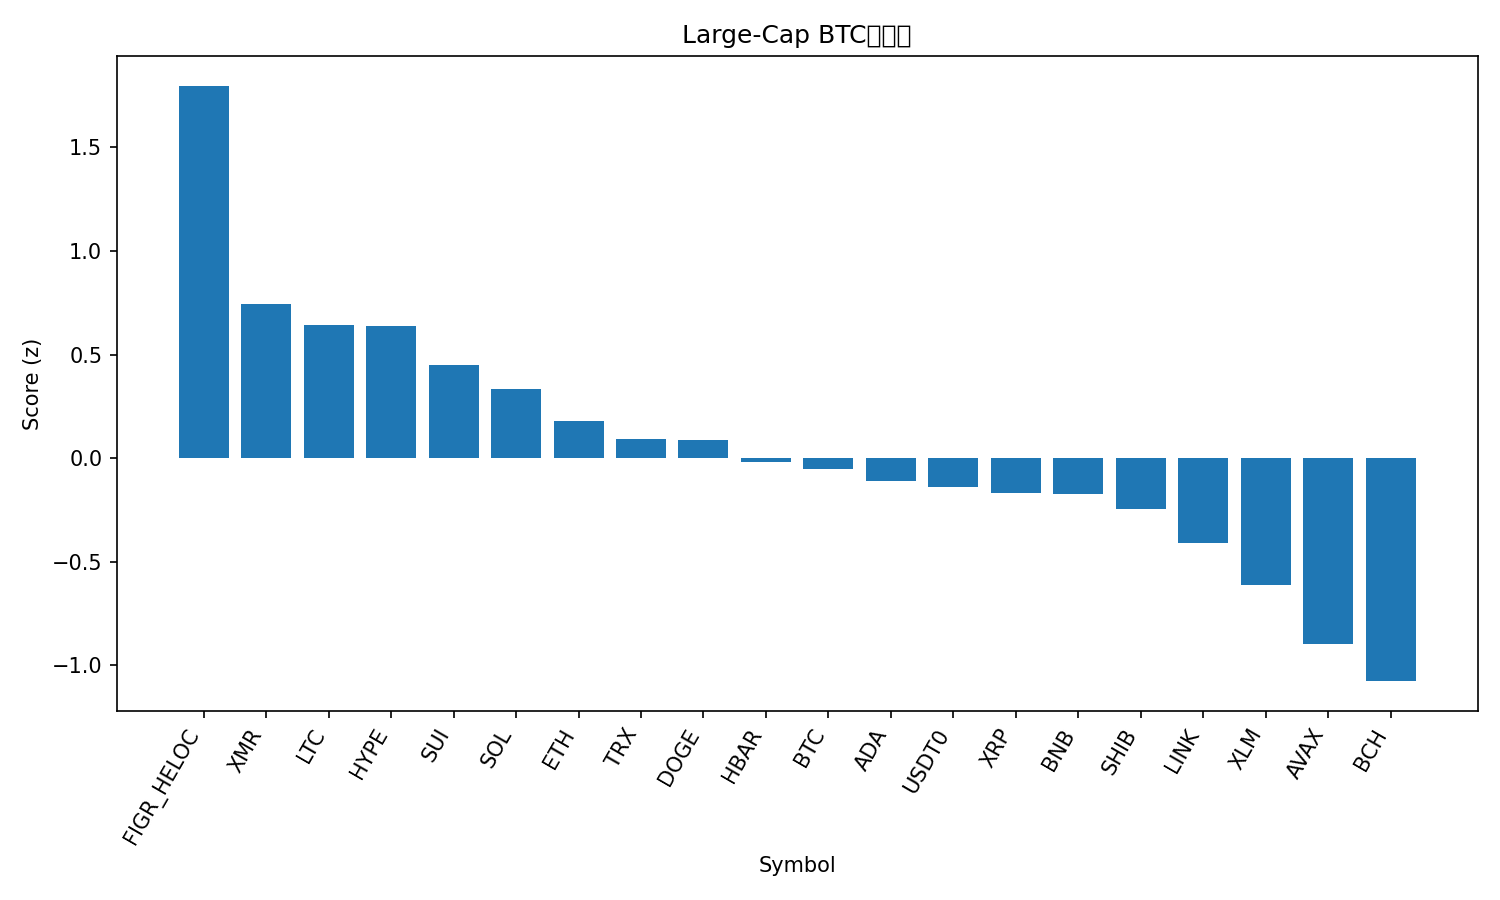 Large-Cap BTC
Score (z)
1.5
1.0
0.5
0.0
−0.5
−1.0
FIGR_HELOC
XMR
LTC
HYPE
SUI
SOL
ETH
TRX
DOGE
HBAR
BTC
ADA
USDT0
XRP
BNB
SHIB
LINK
XLM
AVAX
BCH
Symbol